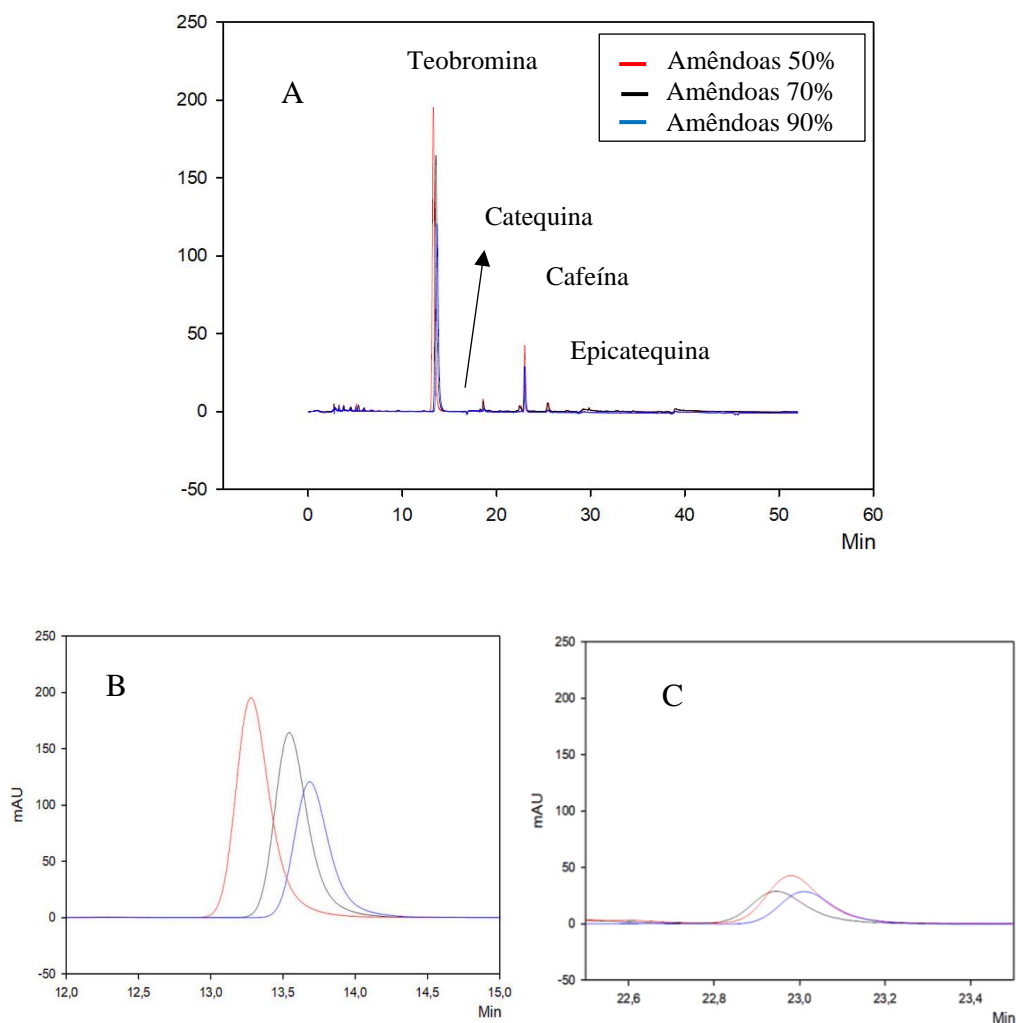 250
200
150
100
50
0
-50
A
Teobromina
Catequina
Cafeína
Epicatequina
Amêndoas 50%
Amêndoas 70%
Amêndoas 90%
0 10 20 30 40 50 60
Min
250
200
150
100
50
0
-50
mAU
B
12,0 12,5 13,0 13,5 14,0 14,5 15,0
Min
250
200
150
100
50
0
-50
mAU
C
22,6 22,8 23,0 23,2 23,4
Min